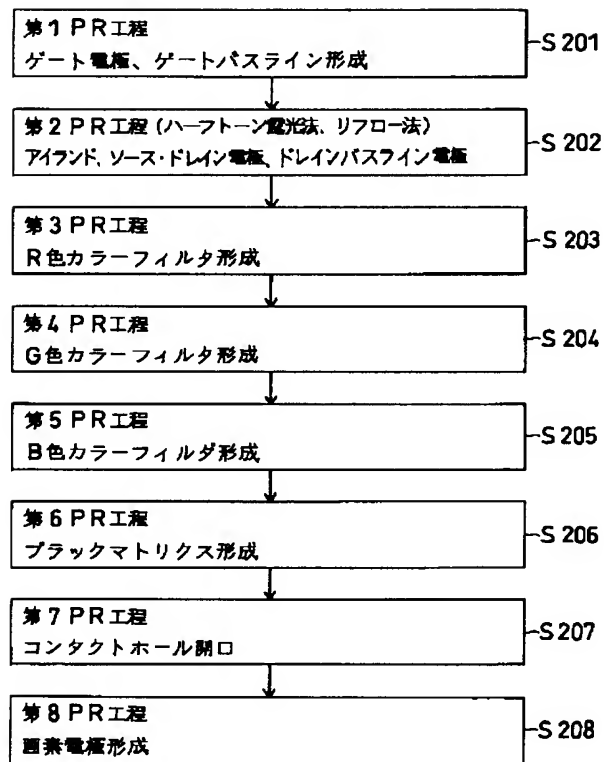 第1 PR工程
ゲート電極、ゲートバスライン形成
S 201
第2 PR工程 (ハーフトーン露光法、リフロー法)
アイランド、ソース・ドレイン電極、ドレインバスライン電極
S 202
第3 PR工程
R色カラーフィルタ形成
S 203
第4 PR工程
G色カラーフィルタ形成
S 204
第5 PR工程
B色カラーフィルダ形成
S 205
第6 PR工程
ブラックマトリクス形成
S 206
第7 PR工程
コンタクトホール開口
S 207
第8 PR工程
画素電極形成
S 208